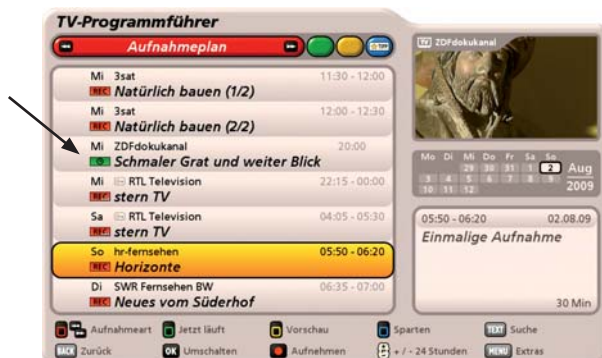 TV-Programmführer
Aufnahmeplan
TIPP
Mi 3sat 11:30 - 12:00
REC Natürlich bauen (1/2)
Mi 3sat 12:00 - 12:30
REC Natürlich bauen (2/2)
Mi ZDFdokukanal 20:00
Schmaler Grat und weiter Blick
Mi RTL Television 22:15 - 00:00
REC stern TV
Sa RTL Television 04:05 - 05:30
REC stern TV
So hr-fernsehen 05:50 - 06:20
REC Horizonte
Di SWR Fernsehen BW 06:35 - 07:00
REC Neues vom Süderhof
TV ZDFdokukanal
Mo Di Mi Do Fr Sa So
29 30 31 1 2 Aug
3 4 5 6 7 8 9
10 11 12 2009
05:50 - 06:20 02.08.09
Einmalige Aufnahme
30 Min
Aufnahmeart Jetzt läuft Vorschau Sparten TEXT Suche
BACK Zurück OK Umschalten Aufnehmen + / - 24 Stunden MENU Extras